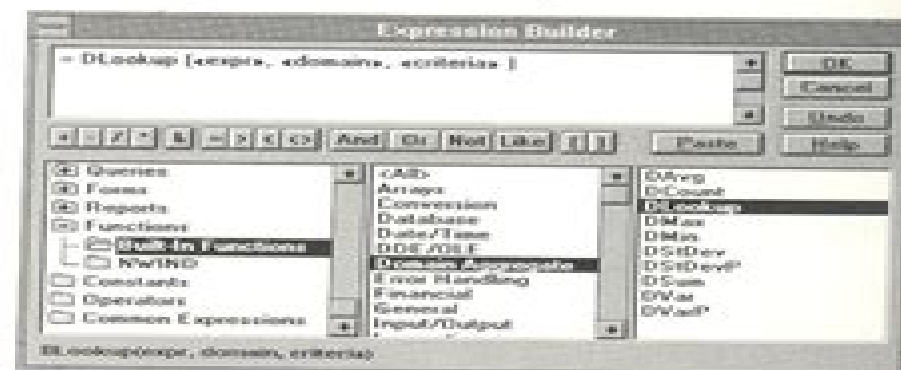 Expression Builder
= DLookup («expr», «domain», «criteria» )
OK
Cancel
Undo
+ - / * & = > < <> And Or Not Like ( ) Paste Help
Queries
Forms
Reports
Functions
Built-In Functions
NWIND
Constants
Operators
Common Expressions
<All>
Arrays
Conversion
Database
Date/Time
DDE/OLE
Domain Aggregate
Error Handling
Financial
General
Input/Output
DAvg
DCount
DLookup
DMax
DMin
DStDev
DStDevP
DSum
DVar
DVarP
DLookup(expr, domain, criteria)